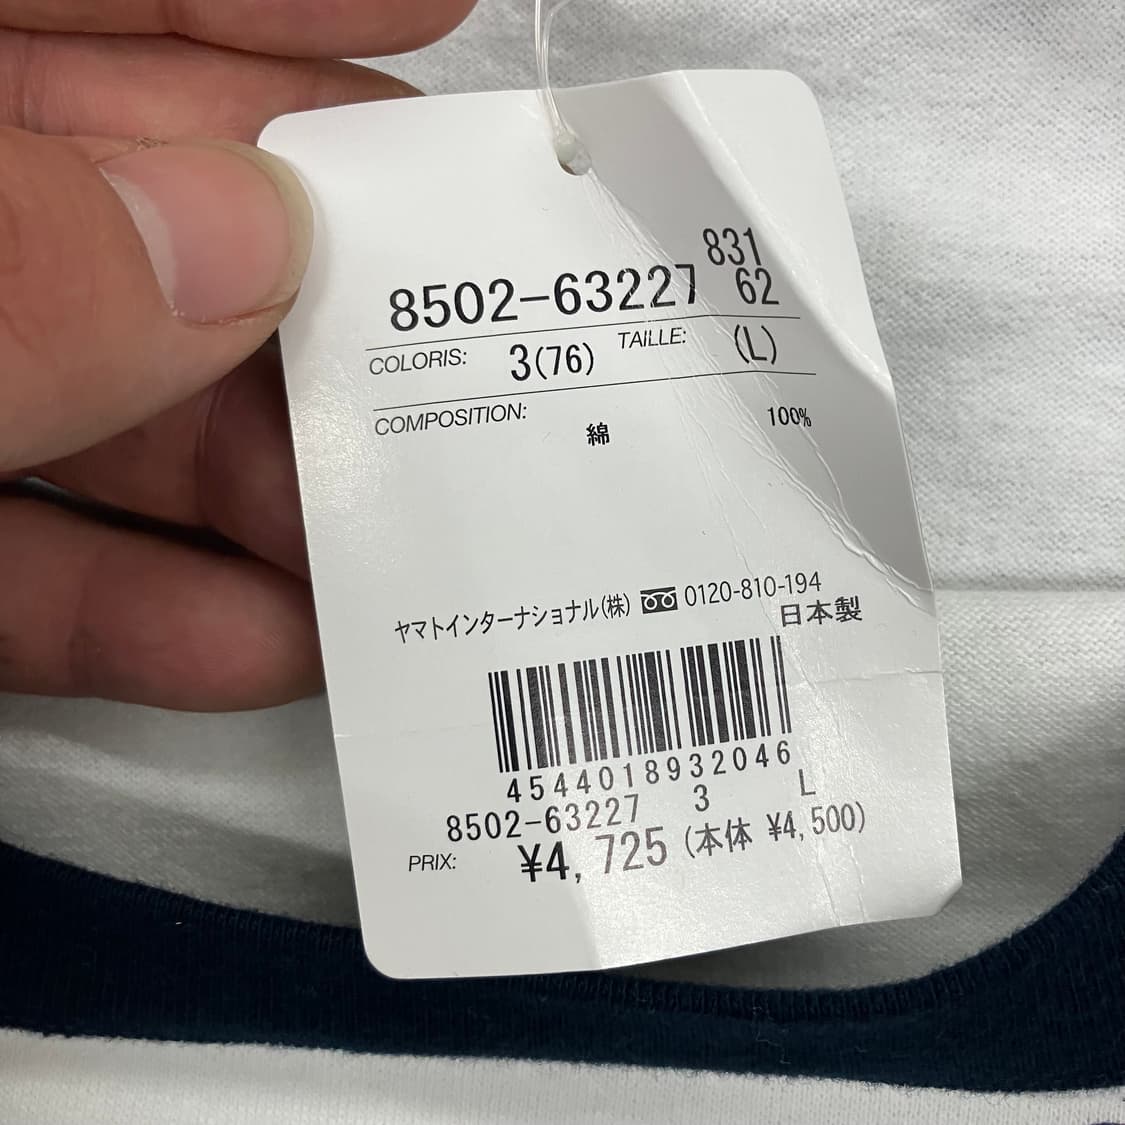 831
8502-63227 62
COLORIS: 3(76) TAILLE: (L)
COMPOSITION:
綿 100%
ヤマトインターナショナル(株) 0120-810-194
日本製
4544018932046
8502-63227 3 L
PRIX: ¥4,725 (本体 ¥4,500)